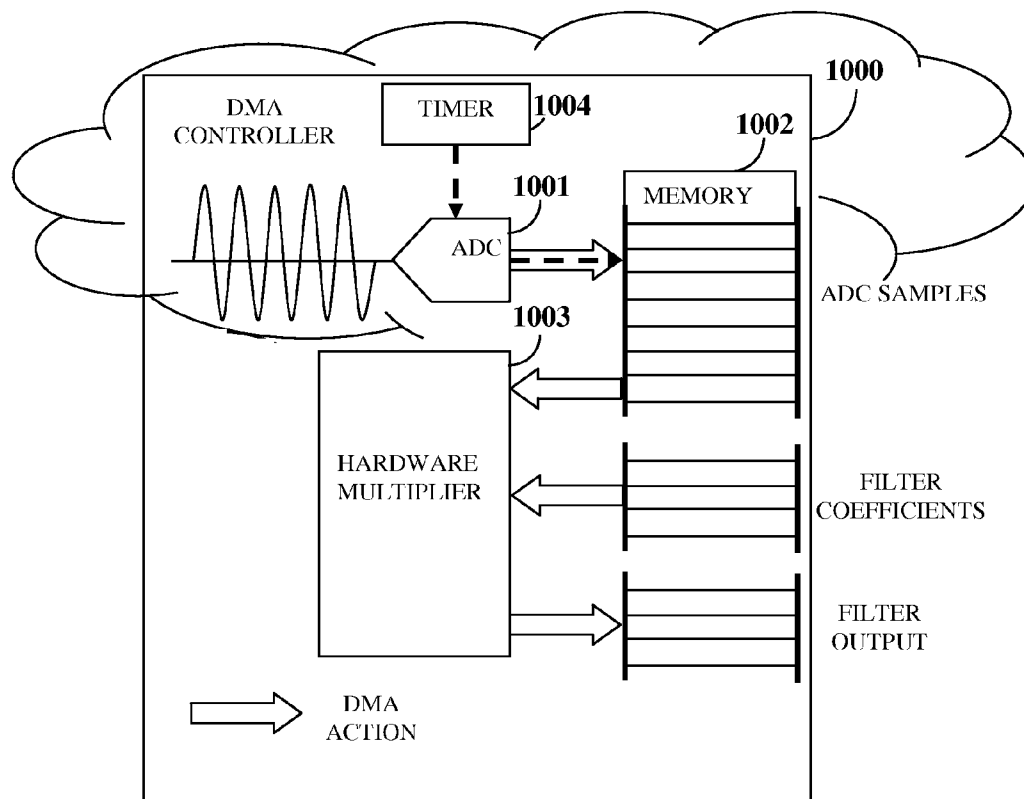 1000
TIMER
1004
DMA
CONTROLLER
1002
MEMORY
1001
ADC
ADC SAMPLES
1003
HARDWARE
MULTIPLIER
FILTER
COEFFICIENTS
FILTER
OUTPUT
DMA
ACTION